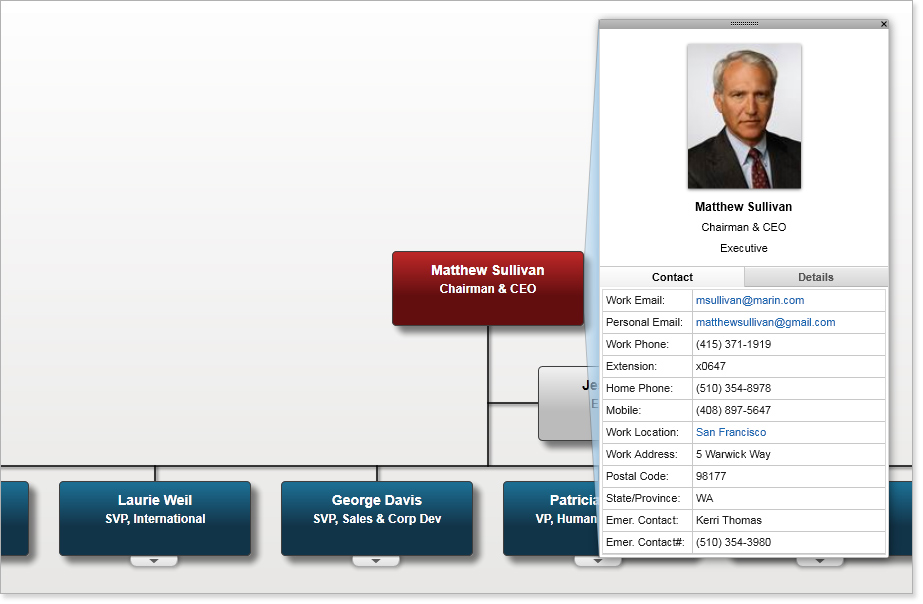 Matthew Sullivan
Chairman & CEO
Executive
Contact Details
Work Email: msullivan@marin.com
Personal Email: matthewsullivan@gmail.com
Work Phone: (415) 371-1919
Extension: x0647
Home Phone: (510) 354-8978
Mobile: (408) 897-5647
Work Location: San Francisco
Work Address: 5 Warwick Way
Postal Code: 98177
State/Province: WA
Emer. Contact: Kerri Thomas
Emer. Contact#: (510) 354-3980
Matthew Sullivan
Chairman & CEO
Je
E
Laurie Weil
SVP, International
George Davis
SVP, Sales & Corp Dev
Patricia
VP, Human